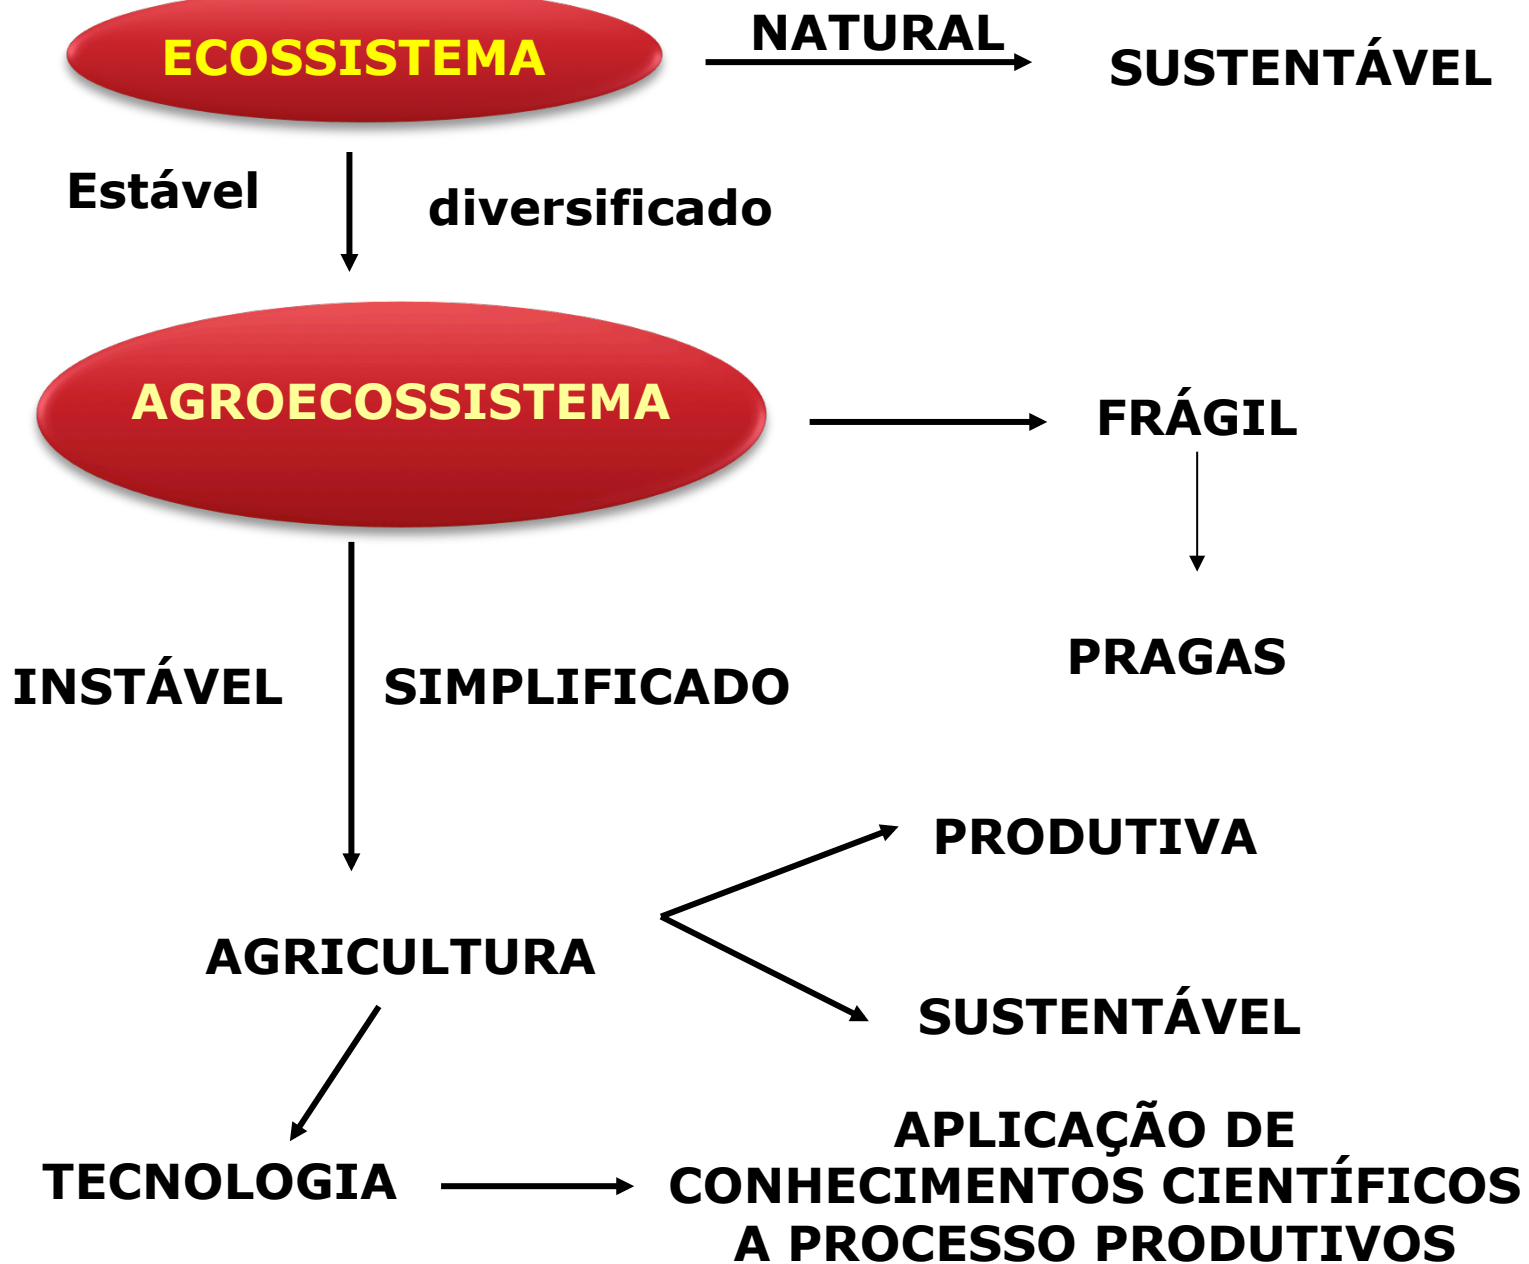 ECOSSISTEMA
NATURAL
SUSTENTÁVEL
Estável
diversificado
AGROECOSSISTEMA
FRÁGIL
INSTÁVEL
SIMPLIFICADO
PRAGAS
PRODUTIVA
AGRICULTURA
SUSTENTÁVEL
TECNOLOGIA
APLICAÇÃO DE
CONHECIMENTOS CIENTÍFICOS
A PROCESSO PRODUTIVOS